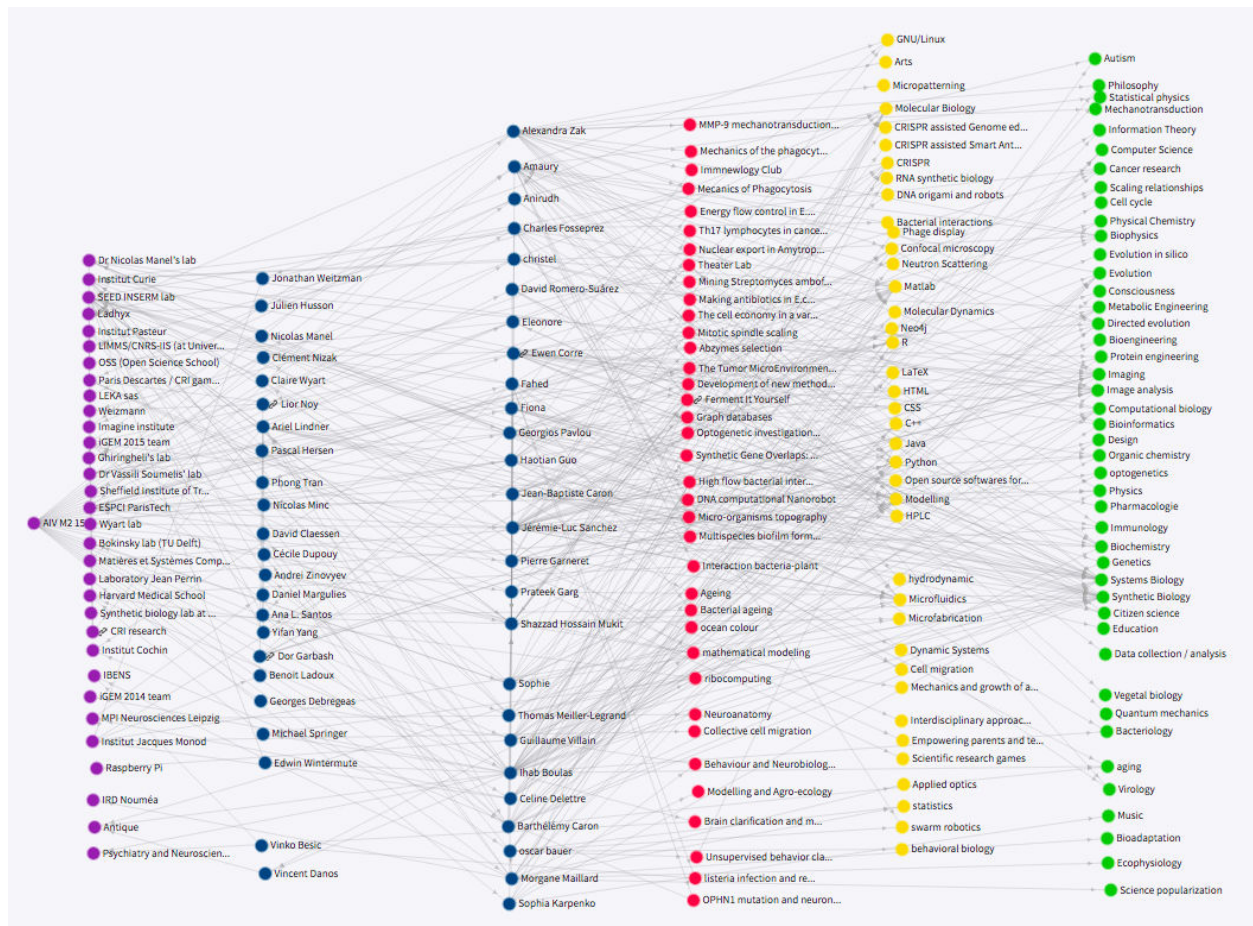 AIV M2 15
Dr Nicolas Manel's lab
Institut Curie
SEED INSERM lab
Ladhyx
Institut Pasteur
LIMMS/CNRS-IIS (at Univer...
OSS (Open Science School)
Paris Descartes / CRI gam...
LEKA sas
Weizmann
Imagine institute
iGEM 2015 team
Ghiringheli's lab
Dr Vassili Soumelis' lab
Sheffield Institute of Tr...
ESPCI ParisTech
Wyart lab
Bokinsky lab (TU Delft)
Matières et Systèmes Comp...
Laboratory Jean Perrin
Harvard Medical School
Synthetic biology lab at ...
CRI research
Institut Cochin
IBENS
iGEM 2014 team
MPI Neurosciences Leipzig
Institut Jacques Monod
Raspberry Pi
IRD Nouméa
Antique
Psychiatry and Neuroscien...
Jonathan Weitzman
Julien Husson
Nicolas Manel
Clément Nizak
Claire Wyart
Lior Noy
Ariel Lindner
Pascal Hersen
Phong Tran
Nicolas Minc
David Claessen
Cécile Dupouy
Andrei Zinovyev
Daniel Margulies
Ana L. Santos
Yifan Yang
Dor Garbash
Benoit Ladoux
Georges Debregeas
Michael Springer
Edwin Wintermute
Vinko Besic
Vincent Danos
Alexandra Zak
Amaury
Anirudh
Charles Fosseprez
christel
David Romero-Suárez
Eleonore
Ewen Corre
Fahed
Fiona
Georgios Pavlou
Haotian Guo
Jean-Baptiste Caron
Jérémie-Luc Sanchez
Pierre Garneret
Prateek Garg
Shazzad Hossain Mukit
Sophie
Thomas Meiller-Legrand
Guillaume Villain
Ihab Boulas
Celine Delettre
Barthélémy Caron
oscar bauer
Morgane Maillard
Sophia Karpenko
MMP-9 mechanotransduction...
Mechanics of the phagocyt...
Immnewlogy Club
Mecanics of Phagocytosis
Energy flow control in E....
Th17 lymphocytes in cance...
Nuclear export in Amytrop...
Theater Lab
Mining Streptomyces ambof...
Making antibiotics in E.c...
The cell economy in a var...
Mitotic spindle scaling
Abzymes selection
The Tumor MicroEnvironmen...
Development of new method...
Ferment It Yourself
Graph databases
Optogenetic investigation...
Synthetic Gene Overlaps: ...
High flow bacterial inter...
DNA computational Nanorobot
Micro-organisms topography
Multispecies biofilm form...
Interaction bacteria-plant
Ageing
Bacterial ageing
ocean colour
mathematical modeling
ribocomputing
Neuroanatomy
Collective cell migration
Behaviour and Neurobiolog...
Modelling and Agro-ecology
Brain clarification and m...
Unsupervised behavior cla...
listeria infection and re...
OPHN1 mutation and neuron...
GNU/Linux
Arts
Micropatterning
Molecular Biology
CRISPR assisted Genome ed...
CRISPR assisted Smart Ant...
CRISPR
RNA synthetic biology
DNA origami and robots
Bacterial interactions
Phage display
Confocal microscopy
Neutron Scattering
Matlab
Molecular Dynamics
Neo4j
R
LaTeX
HTML
CSS
C++
Java
Python
Open source softwares for...
Modelling
HPLC
hydrodynamic
Microfluidics
Microfabrication
Dynamic Systems
Cell migration
Mechanics and growth of a...
Interdisciplinary approac...
Empowering parents and te...
Scientific research games
Applied optics
statistics
swarm robotics
behavioral biology
Autism
Philosophy
Statistical physics
Mechanotransduction
Information Theory
Computer Science
Cancer research
Scaling relationships
Cell cycle
Physical Chemistry
Biophysics
Evolution in silico
Evolution
Consciousness
Metabolic Engineering
Directed evolution
Bioengineering
Protein engineering
Imaging
Image analysis
Computational biology
Bioinformatics
Design
Organic chemistry
optogenetics
Physics
Pharmacologie
Immunology
Biochemistry
Genetics
Systems Biology
Synthetic Biology
Citizen science
Education
Data collection / analysis
Vegetal biology
Quantum mechanics
Bacteriology
aging
Virology
Music
Bioadaptation
Ecophysiology
Science popularization